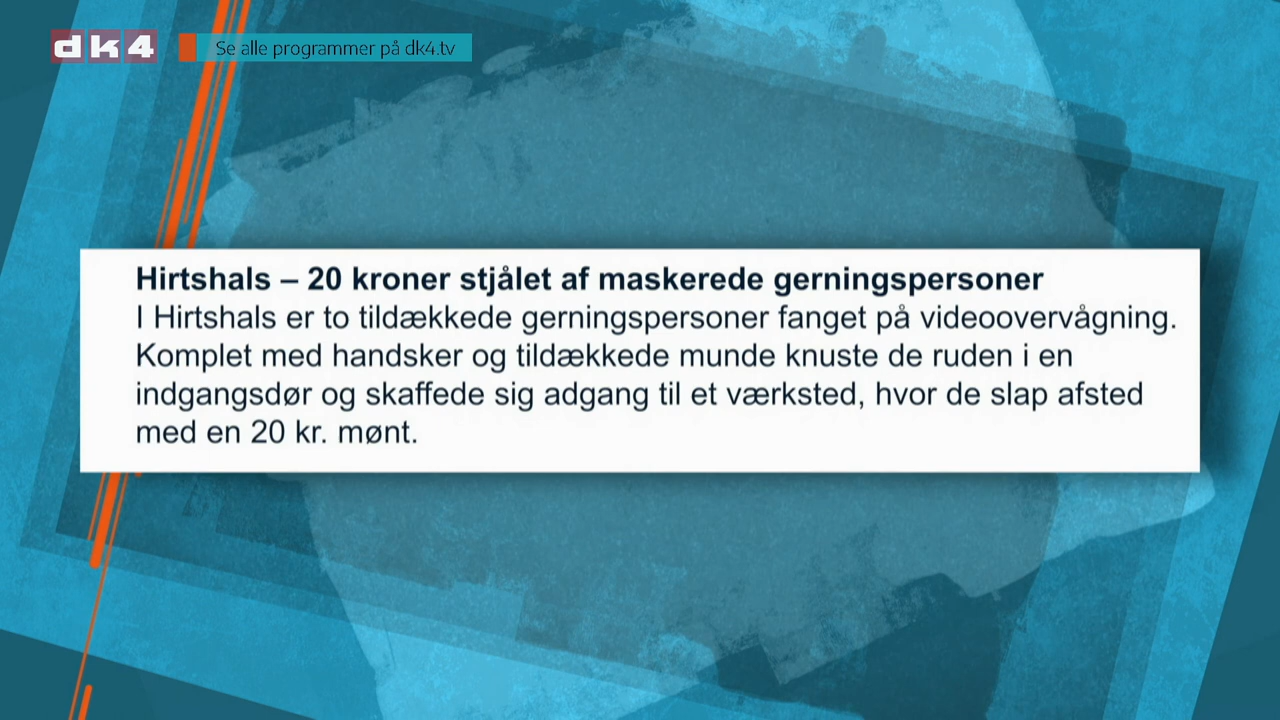 dk4
Se alle programmer på dk4.tv
Hirtshals – 20 kroner stjålet af maskerede gerningspersoner
I Hirtshals er to tildækkede gerningspersoner fanget på videoovervågning.
Komplet med handsker og tildækkede munde knuste de ruden i en
indgangsdør og skaffede sig adgang til et værksted, hvor de slap afsted
med en 20 kr. mønt.